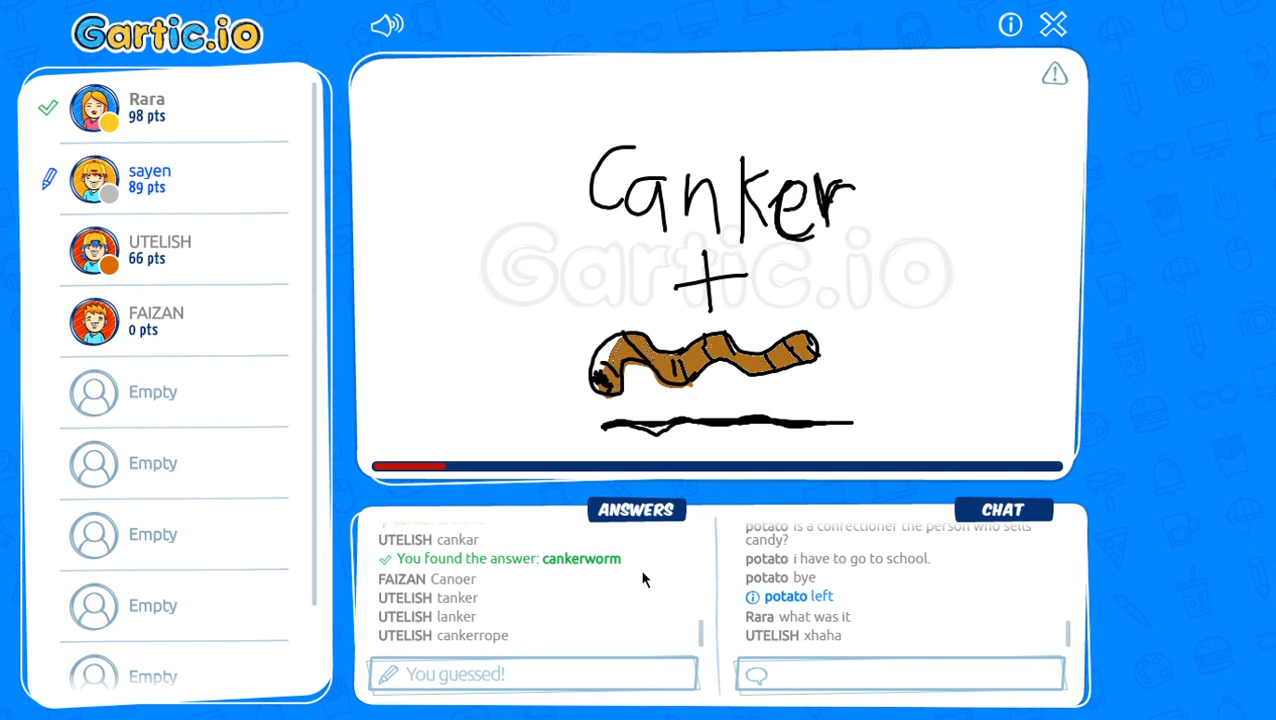 Gartic.io
Rara
98 pts
sayen
89 pts
UTELISH
66 pts
FAIZAN
0 pts
Empty
Empty
Empty
Empty
Empty
Canker
+
Gartic.io
ANSWERS
UTELISH cankar
You found the answer: cankerworm
FAIZAN Canoer
UTELISH tanker
UTELISH lanker
UTELISH cankerrope
You guessed!
CHAT
potato is a confectioner the person who sells
candy?
potato i have to go to school.
potato bye
potato left
Rara what was it
UTELISH xhaha